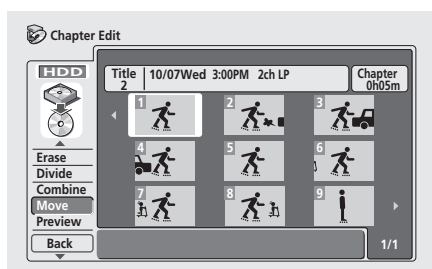 Chapter Edit
HDD
Title 2 10/07Wed 3:00PM 2ch LP Chapter 0h05m
1 2 3
4 5 6
7 8 9
Erase
Divide
Combine
Move
Preview
Back
1/1